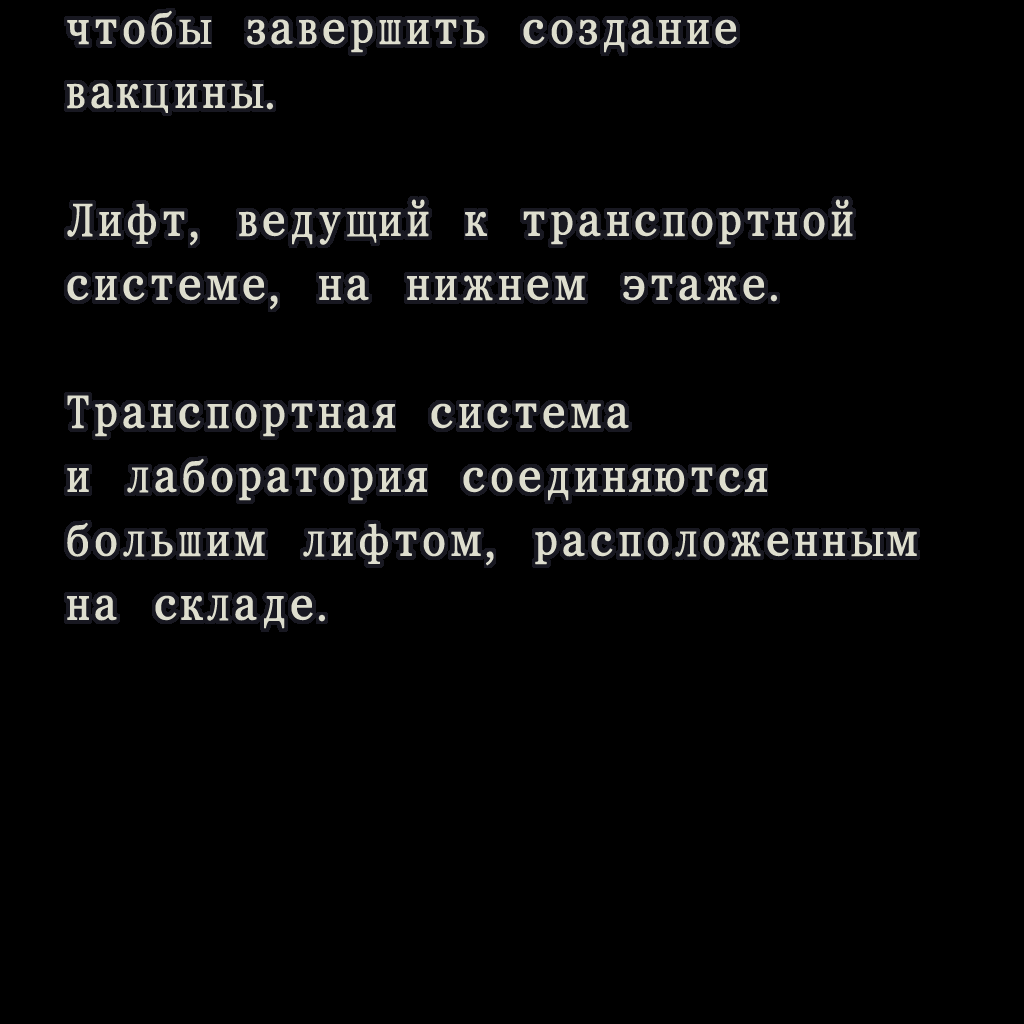 чтобы завершить создание
вакцины.
Лифт, ведущий к транспортной
системе, на нижнем этаже.
Транспортная система
и лаборатория соединяются
большим лифтом, расположенным
на складе.